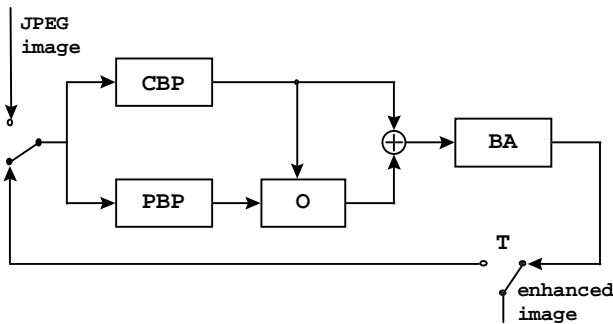 JPEG
image
CBP
PBP
O
BA
T
enhanced
image